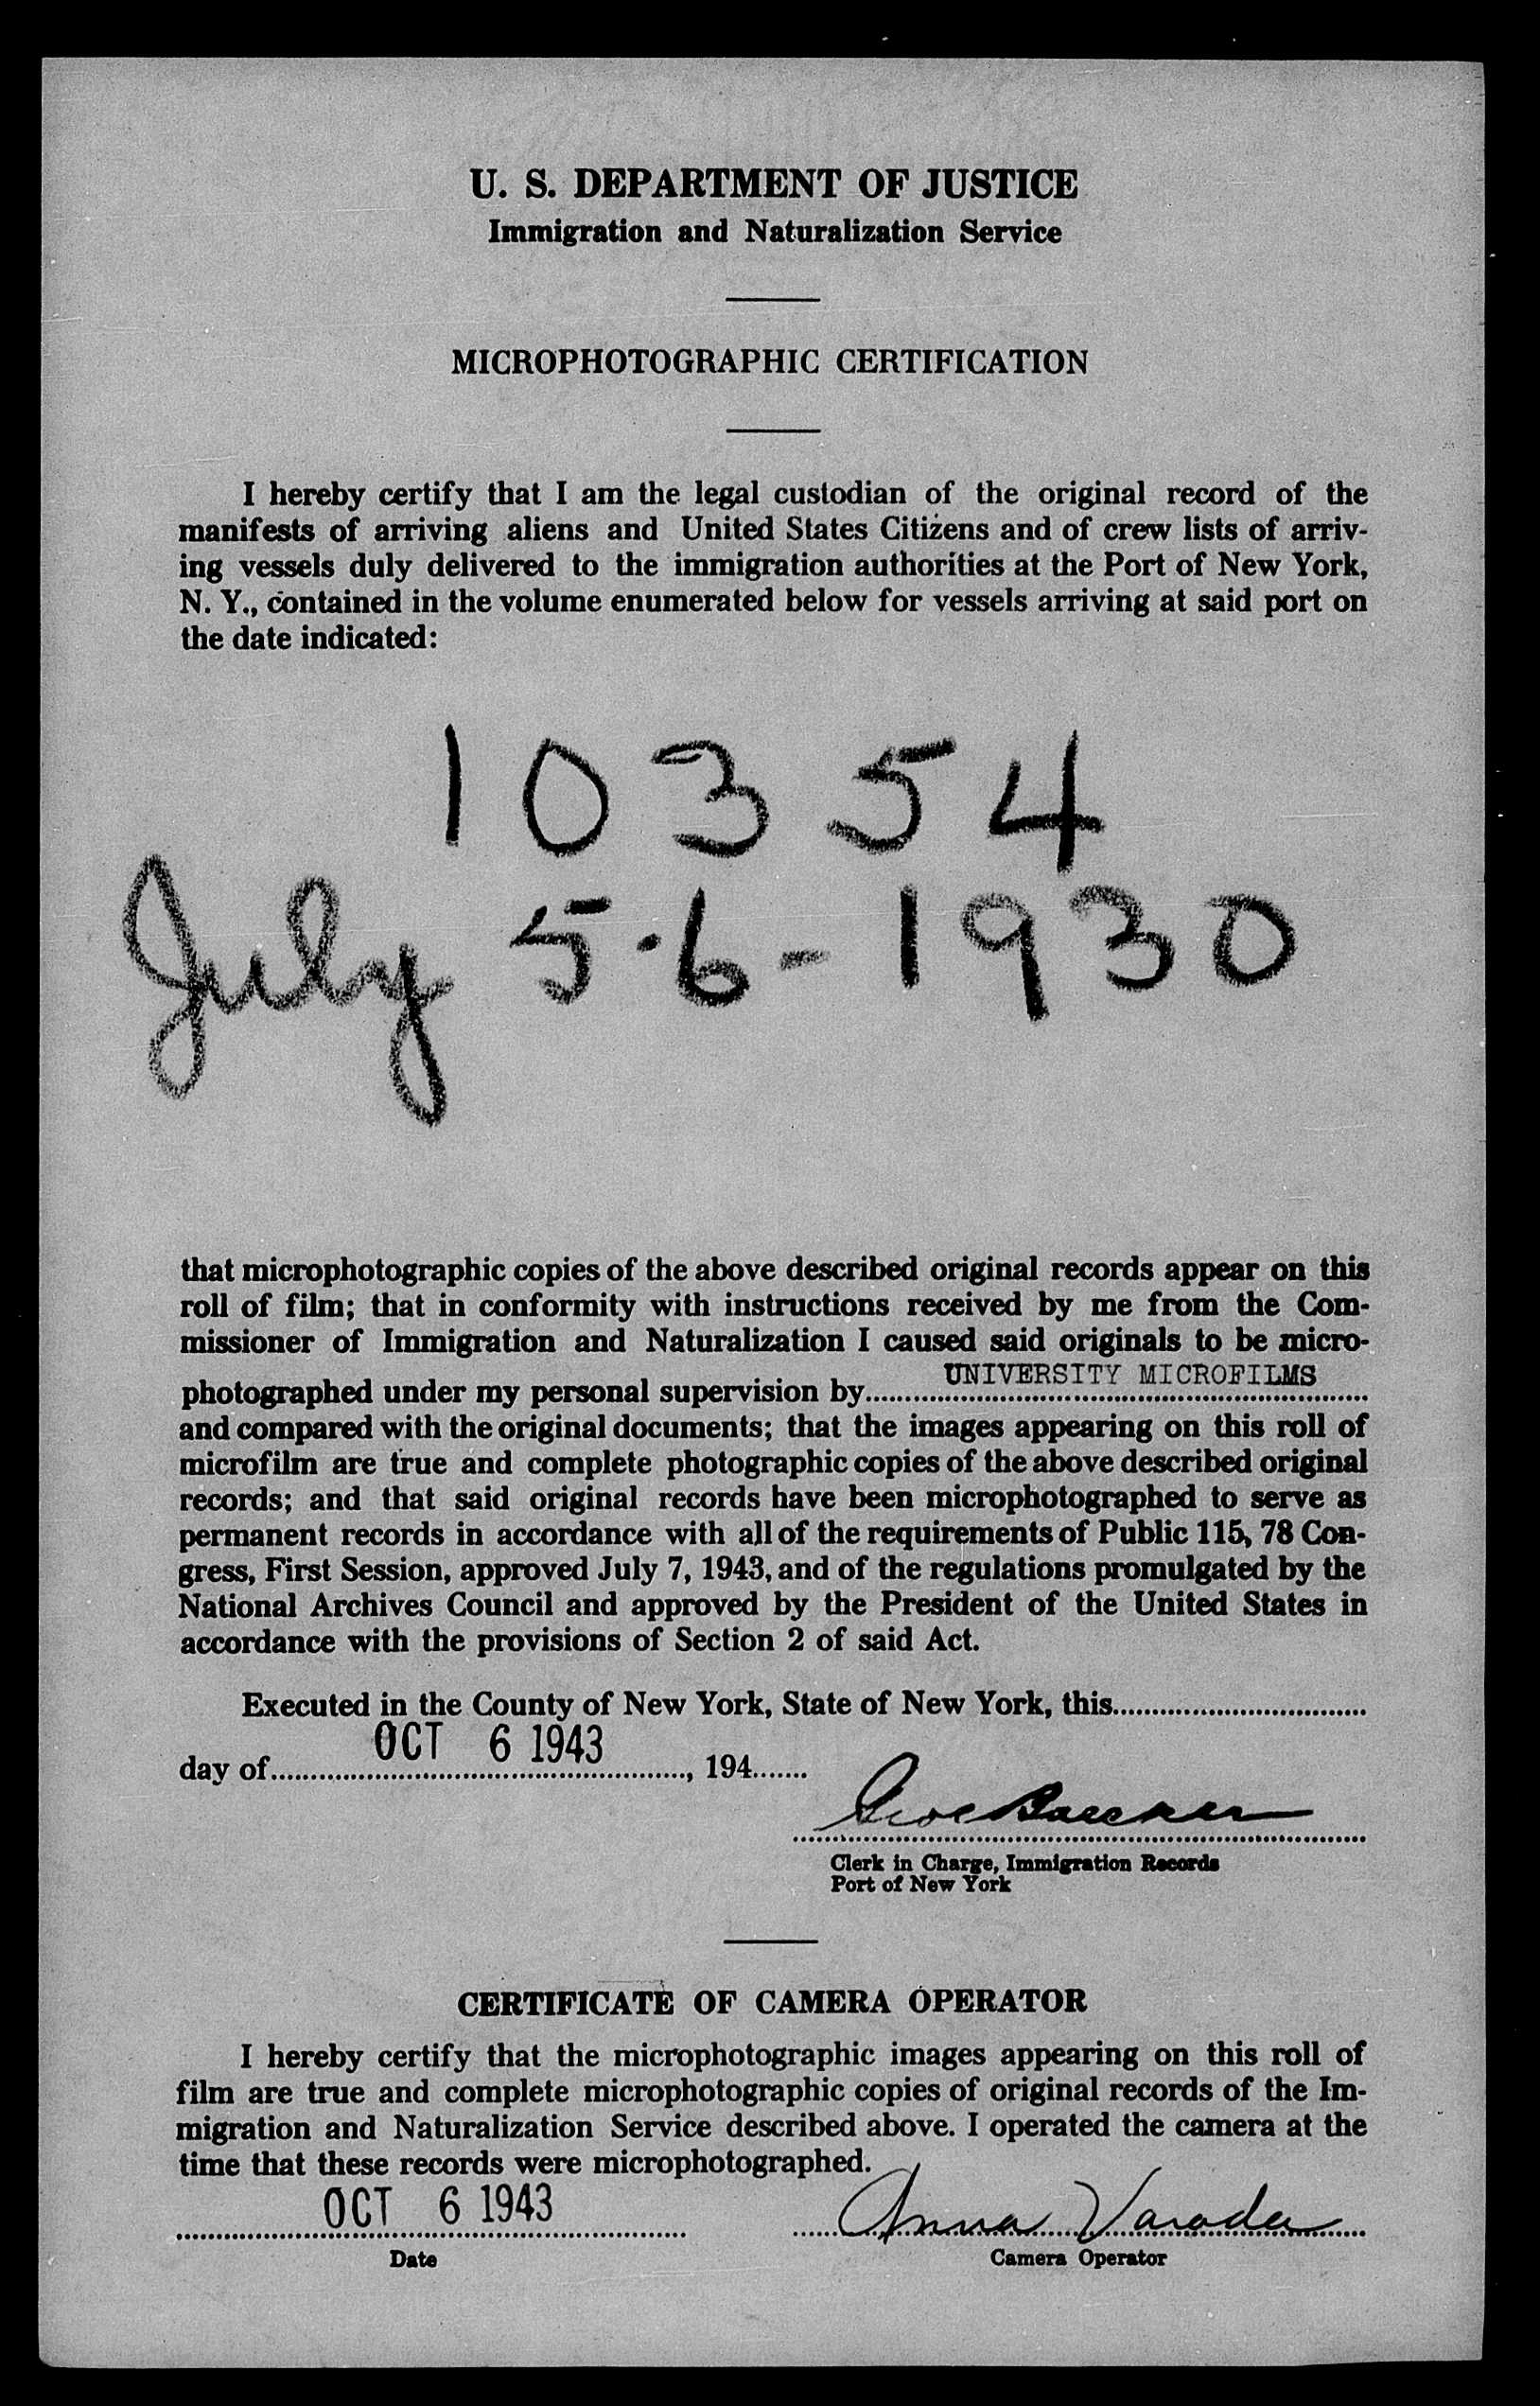 U. S. DEPARTMENT OF JUSTICE
Immigration and Naturalization Service
MICROPHOTOGRAPHIC CERTIFICATION
I hereby certify that I am the legal custodian of the original record of the
manifests of arriving aliens and United States Citizens and of crew lists of arriv-
ing vessels duly delivered to the immigration authorities at the Port of New York,
N. Y., contained in the volume enumerated below for vessels arriving at said port on
the date indicated:
10354
July 5·6-1930
that microphotographic copies of the above described original records appear on this
roll of film; that in conformity with instructions received by me from the Com-
missioner of Immigration and Naturalization I caused said originals to be micro-
photographed under my personal supervision by UNIVERSITY MICROFILMS
and compared with the original documents; that the images appearing on this roll of
microfilm are true and complete photographic copies of the above described original
records; and that said original records have been microphotographed to serve as
permanent records in accordance with all of the requirements of Public 115, 78 Con-
gress, First Session, approved July 7, 1943, and of the regulations promulgated by the
National Archives Council and approved by the President of the United States in
accordance with the provisions of Section 2 of said Act.
Executed in the County of New York, State of New York, this
day of OCT 6 1943, 194
Clerk in Charge, Immigration Records
Port of New York
CERTIFICATE OF CAMERA OPERATOR
I hereby certify that the microphotographic images appearing on this roll of
film are true and complete microphotographic copies of original records of the Im-
migration and Naturalization Service described above. I operated the camera at the
time that these records were microphotographed.
OCT 6 1943 Anna Varada
Date Camera Operator